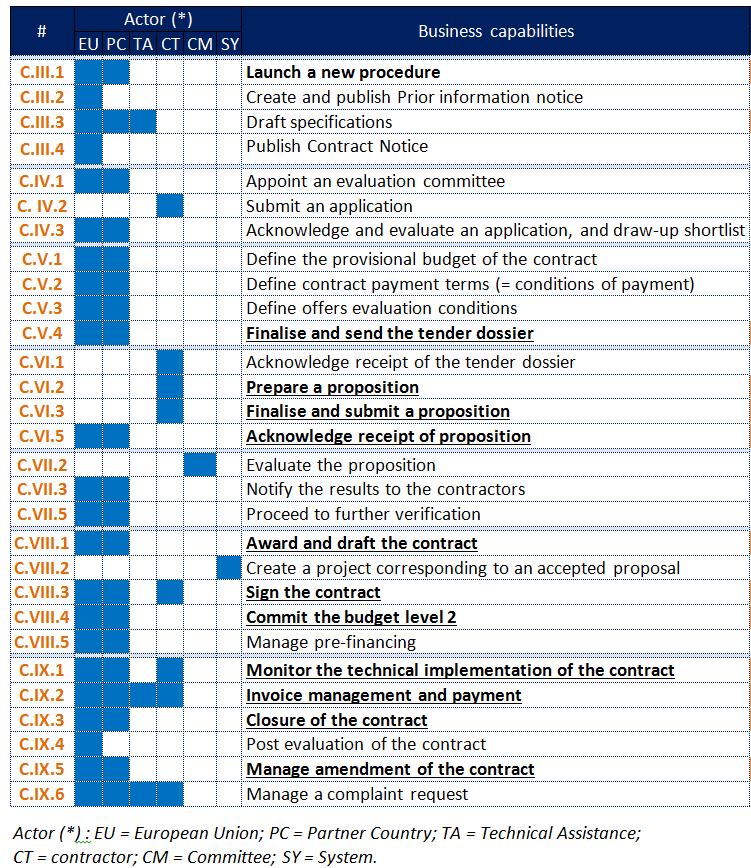 # Actor (*) Business capabilities
EU PC TA CT CM SY
C.III.1 Launch a new procedure
C.III.2 Create and publish Prior information notice
C.III.3 Draft specifications
C.III.4 Publish Contract Notice
C.IV.1 Appoint an evaluation committee
C. IV.2 Submit an application
C.IV.3 Acknowledge and evaluate an application, and draw-up shortlist
C.V.1 Define the provisional budget of the contract
C.V.2 Define contract payment terms (= conditions of payment)
C.V.3 Define offers evaluation conditions
C.V.4 Finalise and send the tender dossier
C.VI.1 Acknowledge receipt of the tender dossier
C.VI.2 Prepare a proposition
C.VI.3 Finalise and submit a proposition
C.VI.5 Acknowledge receipt of proposition
C.VII.2 Evaluate the proposition
C.VII.3 Notify the results to the contractors
C.VII.5 Proceed to further verification
C.VIII.1 Award and draft the contract
C.VIII.2 Create a project corresponding to an accepted proposal
C.VIII.3 Sign the contract
C.VIII.4 Commit the budget level 2
C.VIII.5 Manage pre-financing
C.IX.1 Monitor the technical implementation of the contract
C.IX.2 Invoice management and payment
C.IX.3 Closure of the contract
C.IX.4 Post evaluation of the contract
C.IX.5 Manage amendment of the contract
C.IX.6 Manage a complaint request
Actor (*) : EU = European Union; PC = Partner Country; TA = Technical Assistance;
CT = contractor; CM = Committee; SY = System.